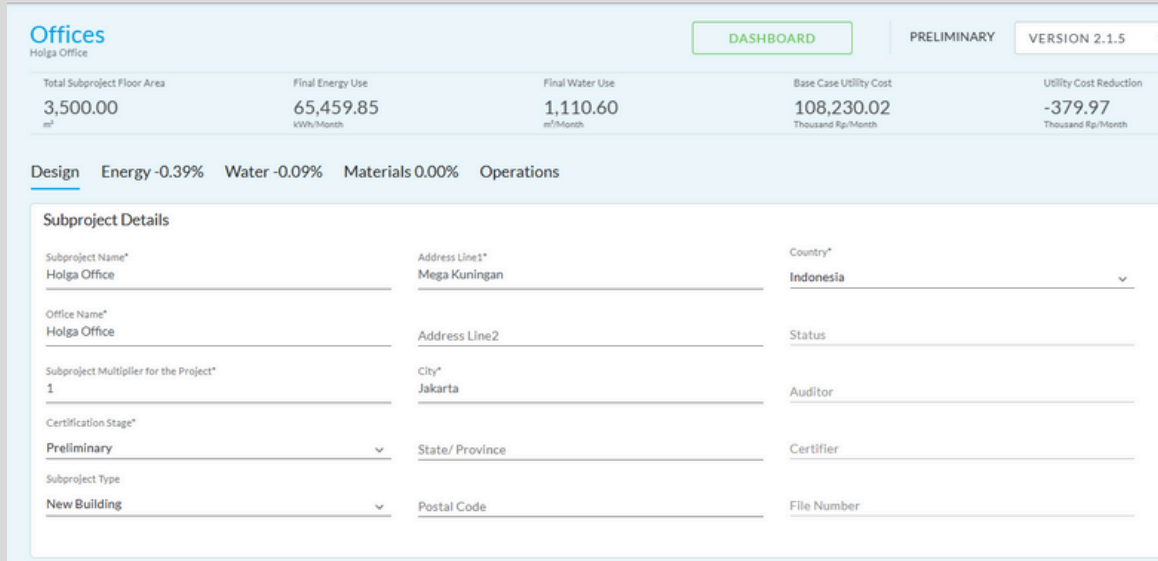 Offices
Holga Office
DASHBOARD
PRELIMINARY
VERSION 2.1.5
Total Subproject Floor Area
3,500.00
m²
Final Energy Use
65,459.85
kWh/Month
Final Water Use
1,110.60
m³/Month
Base Case Utility Cost
108,230.02
Thousand Rp/Month
Utility Cost Reduction
-379.97
Thousand Rp/Month
Design Energy -0.39% Water -0.09% Materials 0.00% Operations
Subproject Details
Subproject Name*
Holga Office
Address Line1*
Mega Kuningan
Country*
Indonesia
Office Name*
Holga Office
Address Line2
Status
Subproject Multiplier for the Project*
1
City*
Jakarta
Auditor
Certification Stage*
Preliminary
State/ Province
Certifier
Subproject Type
New Building
Postal Code
File Number